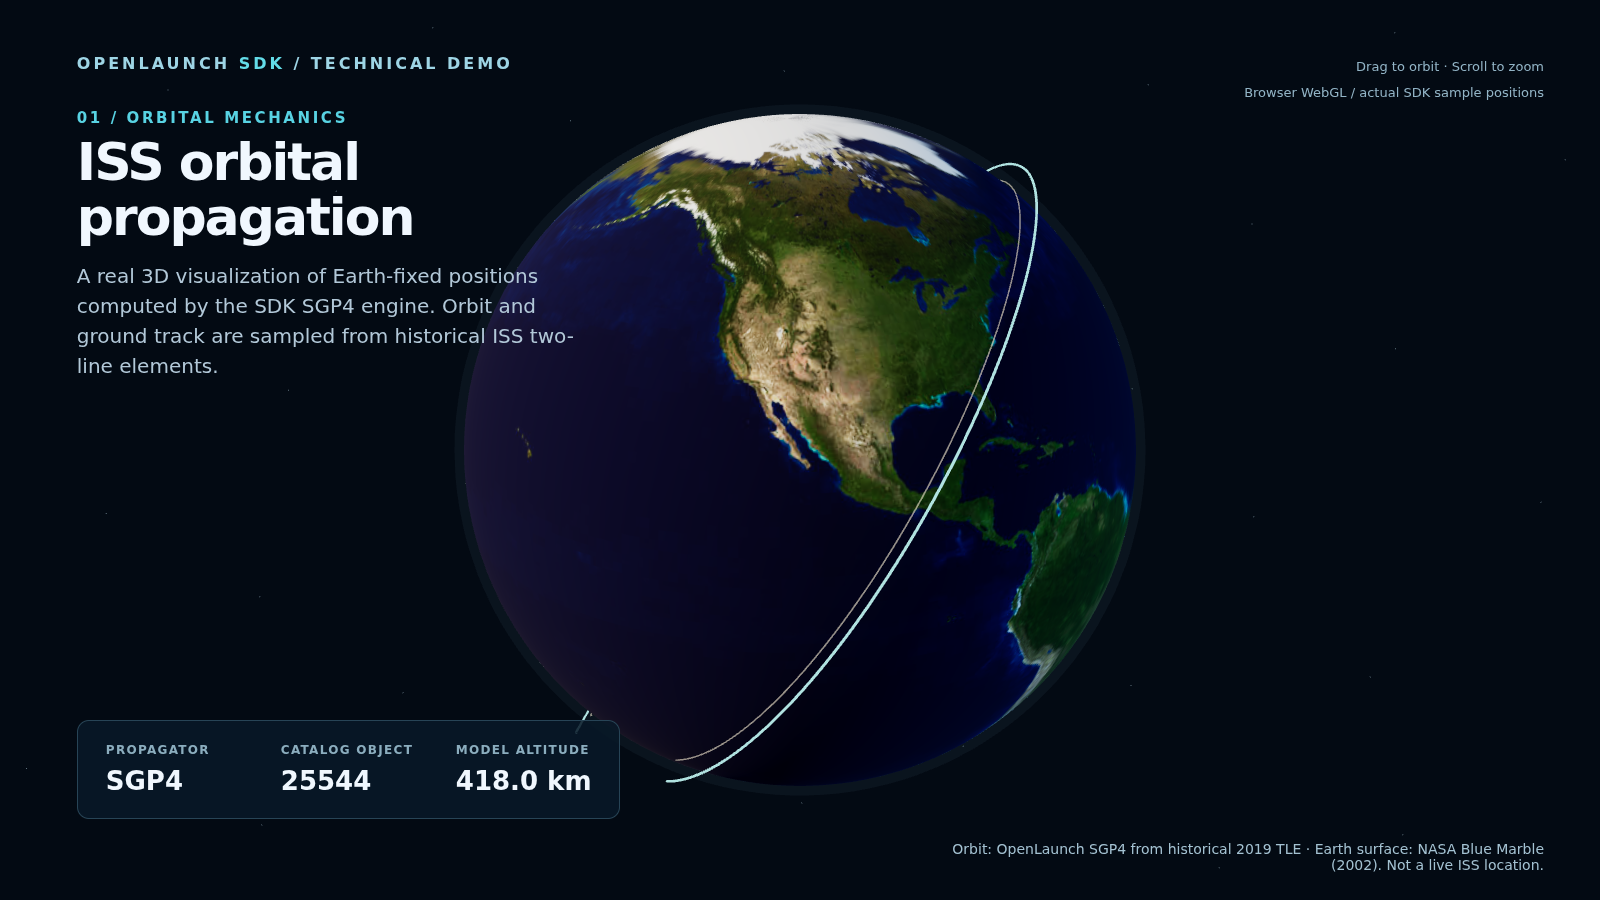 OPENLAUNCH SDK / TECHNICAL DEMO
Drag to orbit · Scroll to zoom
Browser WebGL / actual SDK sample positions
01 / ORBITAL MECHANICS
ISS orbital
propagation
A real 3D visualization of Earth-fixed positions
computed by the SDK SGP4 engine. Orbit and
ground track are sampled from historical ISS two-
line elements.
PROPAGATOR
SGP4
CATALOG OBJECT
25544
MODEL ALTITUDE
418.0 km
Orbit: OpenLaunch SGP4 from historical 2019 TLE · Earth surface: NASA Blue Marble
(2002). Not a live ISS location.